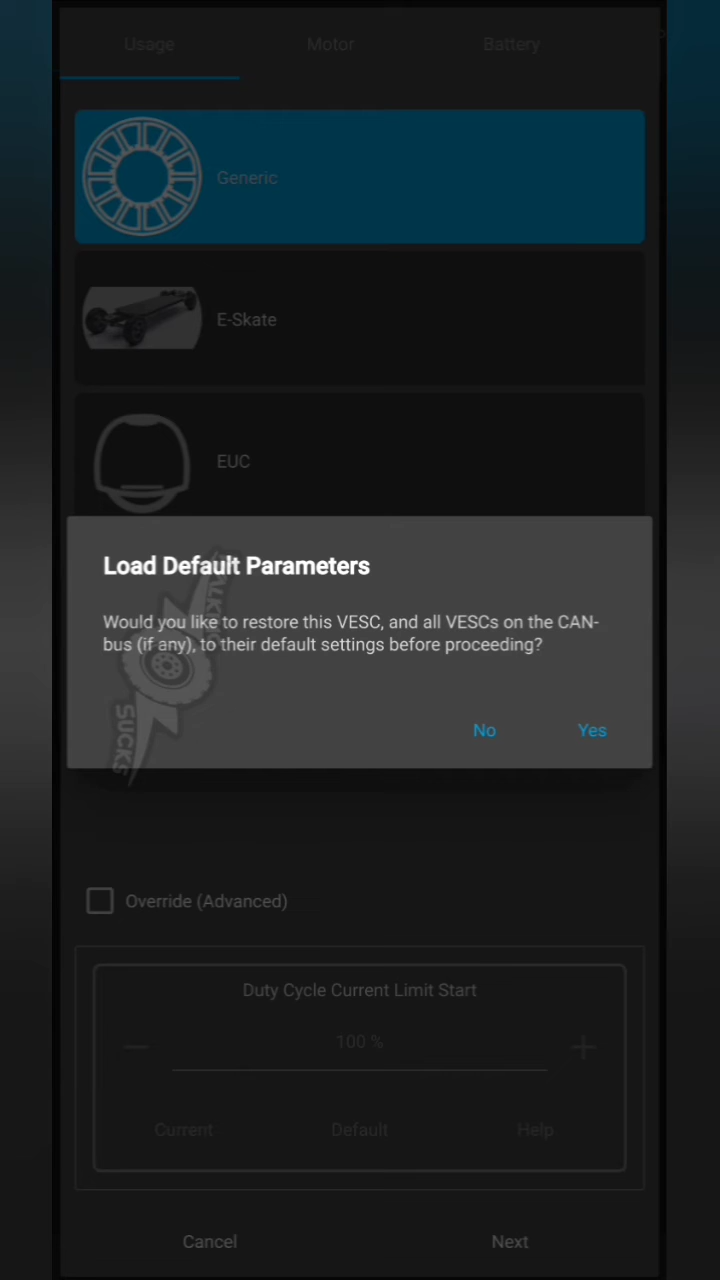 Usage
Motor
Battery
Generic
E-Skate
EUC
Load Default Parameters
Would you like to restore this VESC, and all VESCs on the CAN-
bus (if any), to their default settings before proceeding?
No
Yes
WALKING
SUCKS
Override (Advanced)
Duty Cycle Current Limit Start
100 %
Current
Default
Help
Cancel
Next